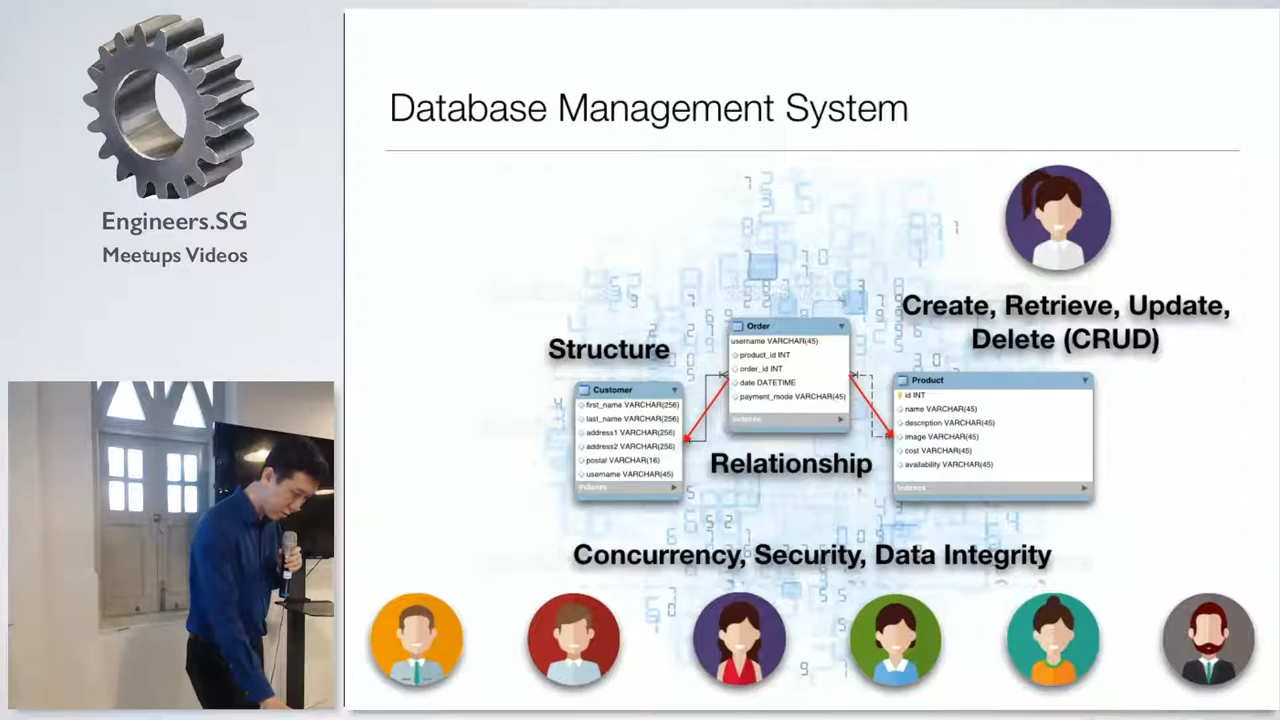 Engineers.SG
Meetups Videos
Database Management System
Create, Retrieve, Update,
Delete (CRUD)
Structure
Order
username VARCHAR(45)
product_id INT
order_id INT
date DATETIME
payment_mode VARCHAR(45)
Indexes
Customer
first_name VARCHAR(256)
last_name VARCHAR(256)
address1 VARCHAR(256)
address2 VARCHAR(256)
postal VARCHAR(16)
username VARCHAR(45)
Indexes
Product
id INT
name VARCHAR(45)
description VARCHAR(45)
image VARCHAR(45)
cost VARCHAR(45)
availability VARCHAR(45)
Indexes
Relationship
Concurrency, Security, Data Integrity